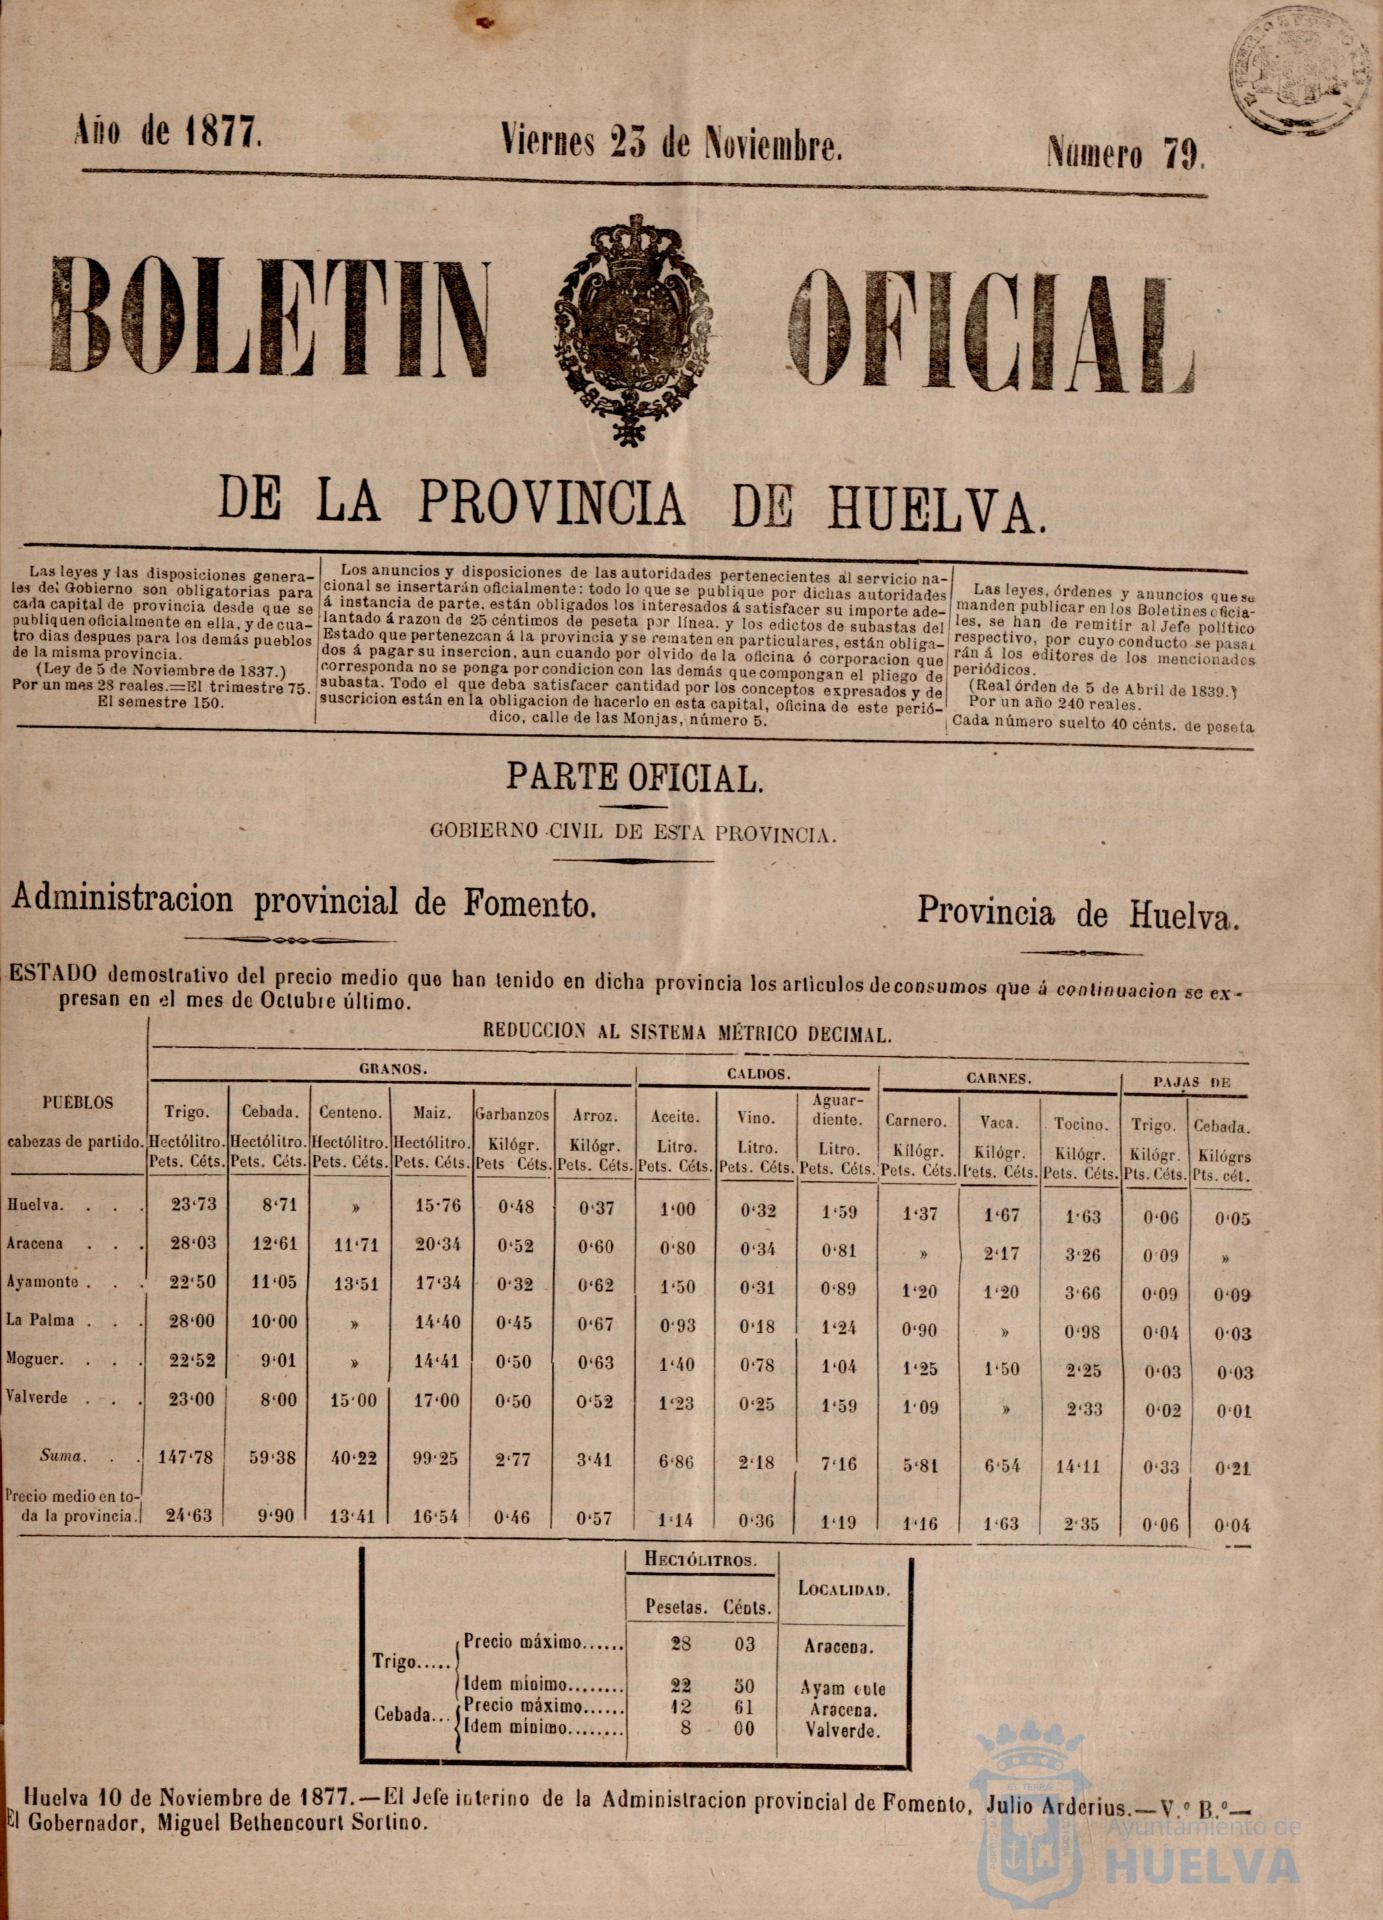 Año de 1877.
Viernes 23 de Noviembre.
Número 79.
BOLETIN OFICIAL
DE LA PROVINCIA DE HUELVA.
Las leyes y las disposiciones genera-
les del Gobierno son obligatorias para
cada capital de provincia desde que se
publiquen oficialmente en ella, y de cua-
tro dias despues para los demás pueblos
de la misma provincia.
(Ley de 5 de Noviembre de 1837.)
Por un mes 28 reales.=El trimestre 75.
El semestre 150.
Los anuncios y disposiciones de las autoridades pertenecientes al servicio na-
cional se insertarán oficialmente: todo lo que se publique por dichas autoridades
á instancia de parte, están obligados los interesados á satisfacer su importe ade-
lantado á razon de 25 céntimos de peseta por línea, y los edictos de subastas del
Estado que pertenezcan á la provincia y se rematen en particulares, están obliga-
dos á pagar su insercion, aun cuando por olvido de la oficina ó corporacion que
corresponda no se ponga por condicion con las demás que compongan el pliego de
subasta. Todo el que deba satisfacer cantidad por los conceptos expresados y de
suscricion están en la obligacion de hacerlo en esta capital, oficina de este perió-
dico, calle de las Monjas, número 5.
Las leyes, órdenes y anuncios que se
manden publicar en los Boletines oficia-
les, se han de remitir al Jefe político
respectivo, por cuyo conducto se pasa-
rán á los editores de los mencionados
periódicos.
(Real órden de 5 de Abril de 1839.)
Por un año 240 reales.
Cada número suelto 40 cénts. de peseta
PARTE OFICIAL.
GOBIERNO CIVIL DE ESTA PROVINCIA.
Administracion provincial de Fomento.
Provincia de Huelva.
ESTADO demostrativo del precio medio que han tenido en dicha provincia los artículos de consumos que á continuacion se ex-
presan en el mes de Octubre último.
REDUCCION AL SISTEMA MÉTRICO DECIMAL.
GRANOS. CALDOS. CARNES. PAJAS DE
PUEBLOS
cabezas de partido.
Trigo. Cebada. Centeno. Maiz. Garbanzos Arroz. Aceite. Vino. Aguar-diente. Carnero. Vaca. Tocino. Trigo. Cebada.
Hectólitro. Hectólitro. Hectólitro. Hectólitro. Kilógr. Kilógr. Litro. Litro. Litro. Kilógr. Kilógr. Kilógr. Kilógr. Kilógrs
Pets. Céts. Pets. Céts. Pets. Céts. Pets. Céts. Pets Céts. Pets. Céts. Pets. Céts. Pets. Céts. Pets. Céts. Pets. Céts. Pets. Céts. Pets. Céts. Pts. Céts. Pts. cét.
Huelva. . . . 23‘73 8‘71 » 15‘76 0‘48 0‘37 1‘00 0‘32 1‘59 1‘37 1‘67 1‘63 0‘06 0‘05
Aracena . . . 28‘03 12‘61 11‘71 20‘34 0‘52 0‘60 0‘80 0‘34 0‘81 » 2‘17 3‘26 0‘09 »
Ayamonte . . . 22‘50 11‘05 13‘51 17‘34 0‘32 0‘62 1‘50 0‘31 0‘89 1‘20 1‘20 3‘66 0‘09 0‘09
La Palma . . . 28‘00 10‘00 » 14‘40 0‘45 0‘67 0‘93 0‘18 1‘24 0‘90 » 0‘98 0‘04 0‘03
Moguer. . . . 22‘52 9‘01 » 14‘41 0‘50 0‘63 1‘40 0‘78 1‘04 1‘25 1‘50 2‘25 0‘03 0‘03
Valverde . . . 23‘00 8‘00 15‘00 17‘00 0‘50 0‘52 1‘23 0‘25 1‘59 1‘09 » 2‘33 0‘02 0‘01
Suma. . . 147‘78 59‘38 40‘22 99‘25 2‘77 3‘41 6‘86 2‘18 7‘16 5‘81 6‘54 14‘11 0‘33 0‘21
Precio medio en to-
da la provincia. 24‘63 9‘90 13‘41 16‘54 0‘46 0‘57 1‘14 0‘36 1‘19 1‘16 1‘63 2‘35 0‘06 0‘04
HECTÓLITROS.
LOCALIDAD.
Pesetas. Cénts.
Trigo.....
Precio máximo...... 28 03 Aracena.
Idem mínimo........ 22 50 Ayam
Cebada...
Precio máximo...... 12 61 Aracena.
Idem mínimo........ 8 00 Valverde.
Huelva 10 de Noviembre de 1877.—El Jefe interino de la Administracion provincial de Fomento, Julio Arderius.—V.º B.º—
El Gobernador, Miguel Bethencourt Sortino.
Ayuntamiento de
HUELVA